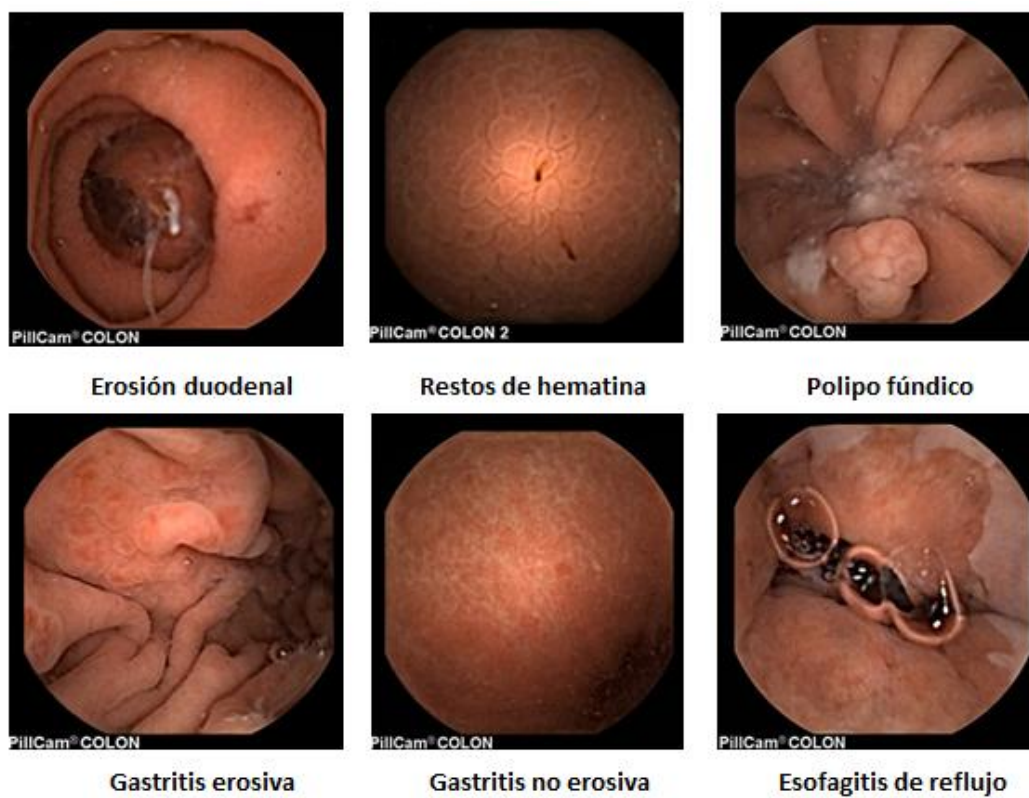 PillCam® COLON
PillCam® COLON 2
PillCam® COLON
Erosión duodenal
Restos de hematina
Polipo fúndico
PillCam® COLON
PillCam® COLON
PillCam® COLON
Gastritis erosiva
Gastritis no erosiva
Esofagitis de reflujo